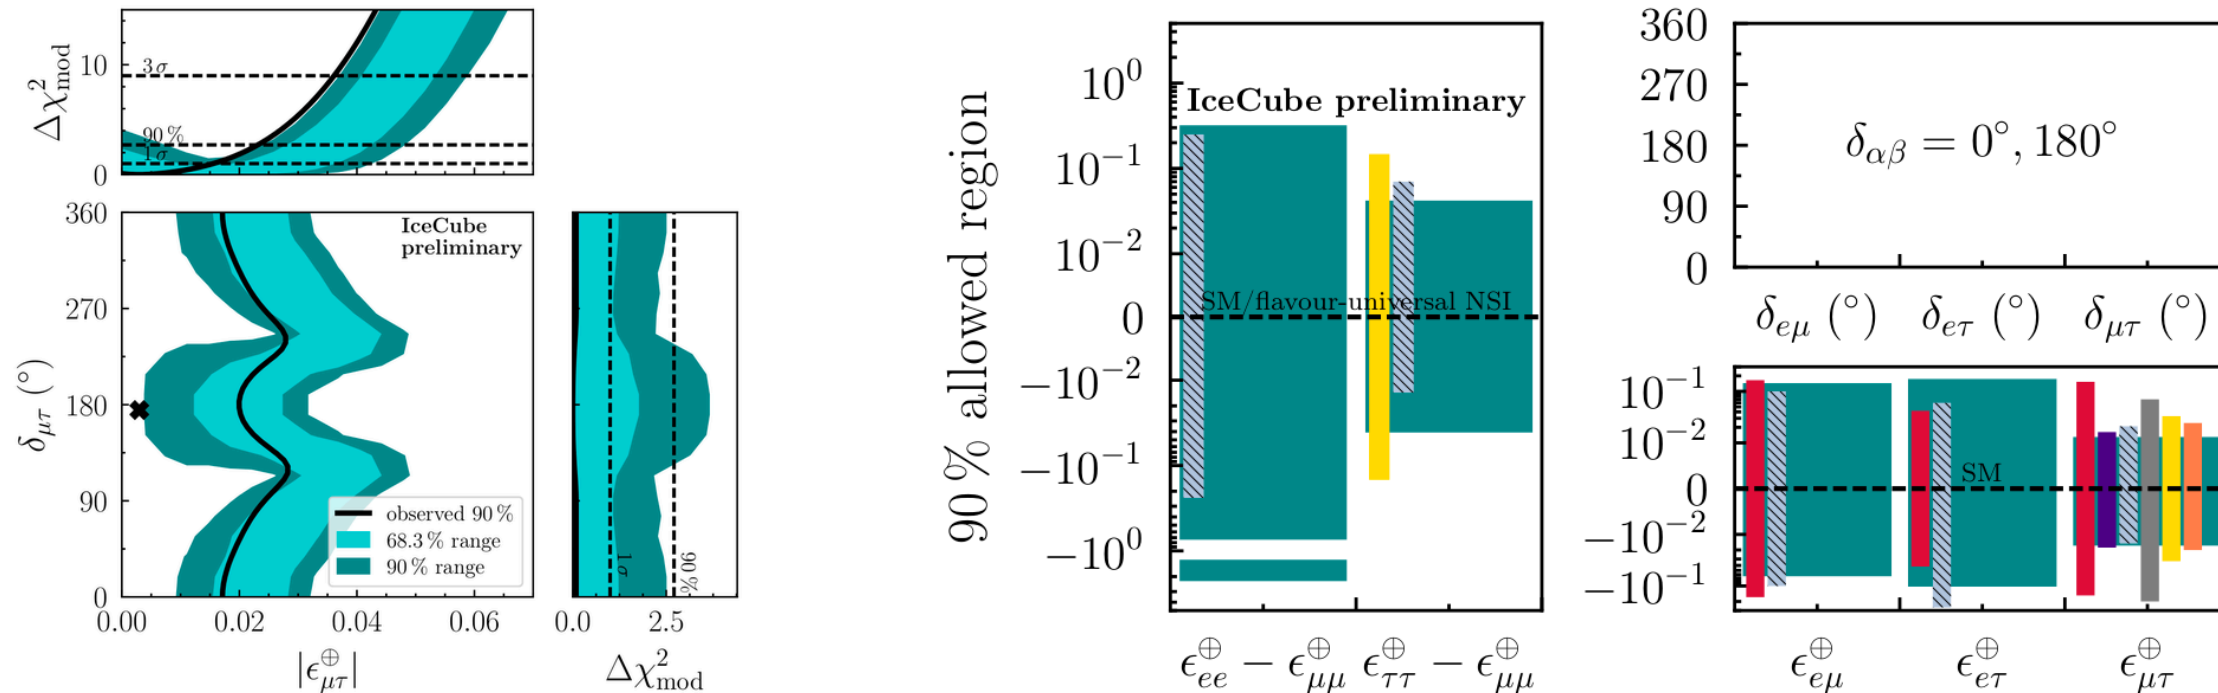 Δχ²mod
10
0
3σ
90 %
1σ
360
270
180
90
0
δμτ (°)
IceCube
preliminary
observed 90 %
68.3 % range
90 % range
0.00
0.02
0.04
0.06
|ϵ⊕μτ|
1σ
90 %
0.0
2.5
Δχ²mod
90 % allowed region
10⁰
10⁻¹
10⁻²
0
−10⁻²
−10⁻¹
−10⁰
IceCube preliminary
SM/flavour-universal NSI
ϵ⊕ee − ϵ⊕μμ
ϵ⊕ττ − ϵ⊕μμ
360
270
180
90
0
δαβ = 0°, 180°
δeμ (°)
δeτ (°)
δμτ (°)
10⁻¹
10⁻²
0
−10⁻²
−10⁻¹
SM
ϵ⊕eμ
ϵ⊕eτ
ϵ⊕μτ